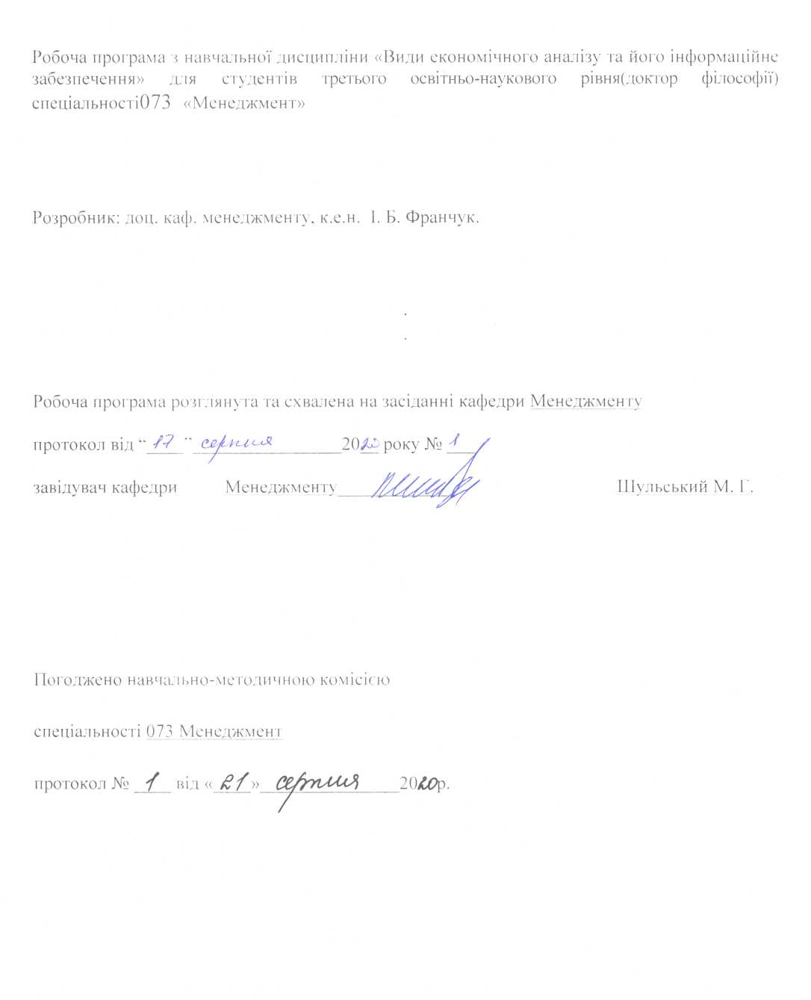 Робоча програма з навчальної дисципліни «Види економічного аналізу та його інформаційне
забезпечення» для студентів третього освітньо-наукового рівня(доктор філософії)
спеціальності073 «Менеджмент»
Розробник: доц. каф. менеджменту, к.е.н. І. Б. Франчук.
Робоча програма розглянута та схвалена на засіданні кафедри Менеджменту
протокол від “ 17 ” серпня 2020 року № 1
завідувач кафедри Менеджменту Шульський М. Г.
Погоджено навчально-методичною комісією
спеціальності 073 Менеджмент
протокол № 1 від « 21 » серпня 2020р.